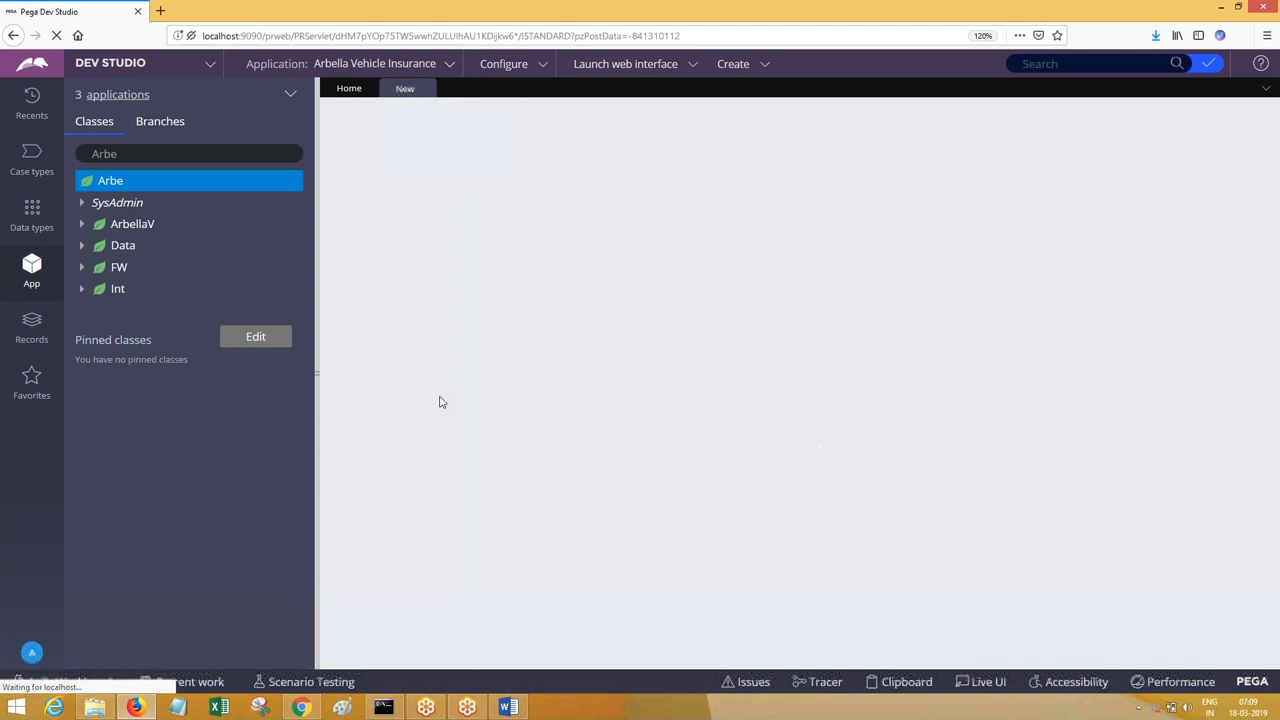 PEGA Pega Dev Studio
localhost:9090/prweb/PRServlet/dHM7pYOp75TW5wwhZULUlhAU1KDijkw6*/!STANDARD?pzPostData=-841310112
120%
DEV STUDIO
Application: Arbella Vehicle Insurance
Configure
Launch web interface
Create
Search
3 applications
Home
New
Recents
Classes
Branches
Arbe
Case types
Arbe
SysAdmin
Data types
ArbellaV
Data
App
FW
Int
Records
Pinned classes
Edit
You have no pinned classes
Favorites
A
Scenario Testing
Issues
Tracer
Clipboard
Live UI
Accessibility
Performance
PEGA
Waiting for localhost...
ENG
IN
07:09
18-03-2019